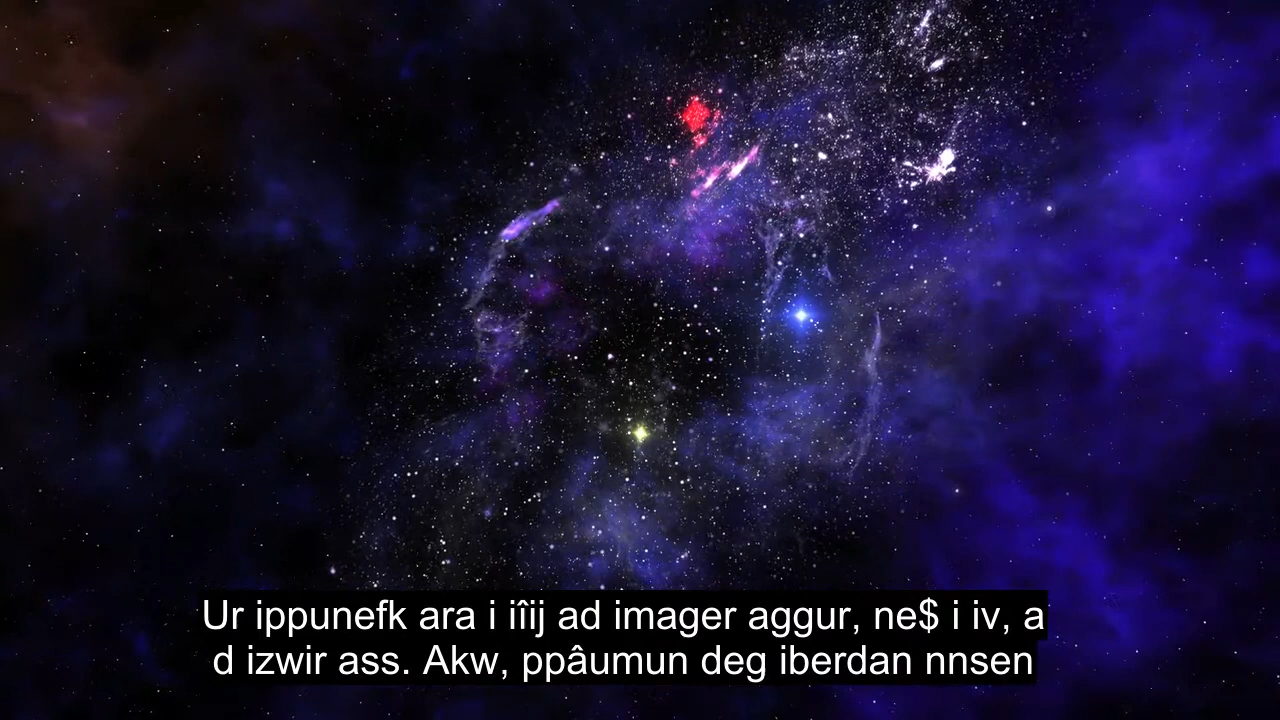 Ur ippunefk ara i iîij ad imager aggur, ne$ i iv, a
d izwir ass. Akw, ppâumun deg iberdan nnsen